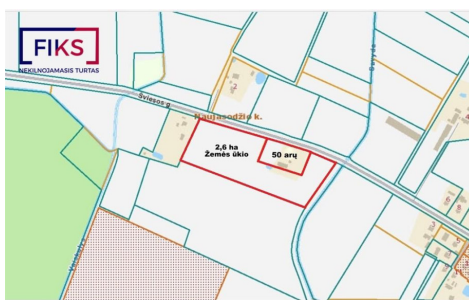 FIKS
NEKILNOJAMASIS TURTAS
Šviesos g.
Naujasodžio k.
2,6 ha
Žemės ūkio
50 arų